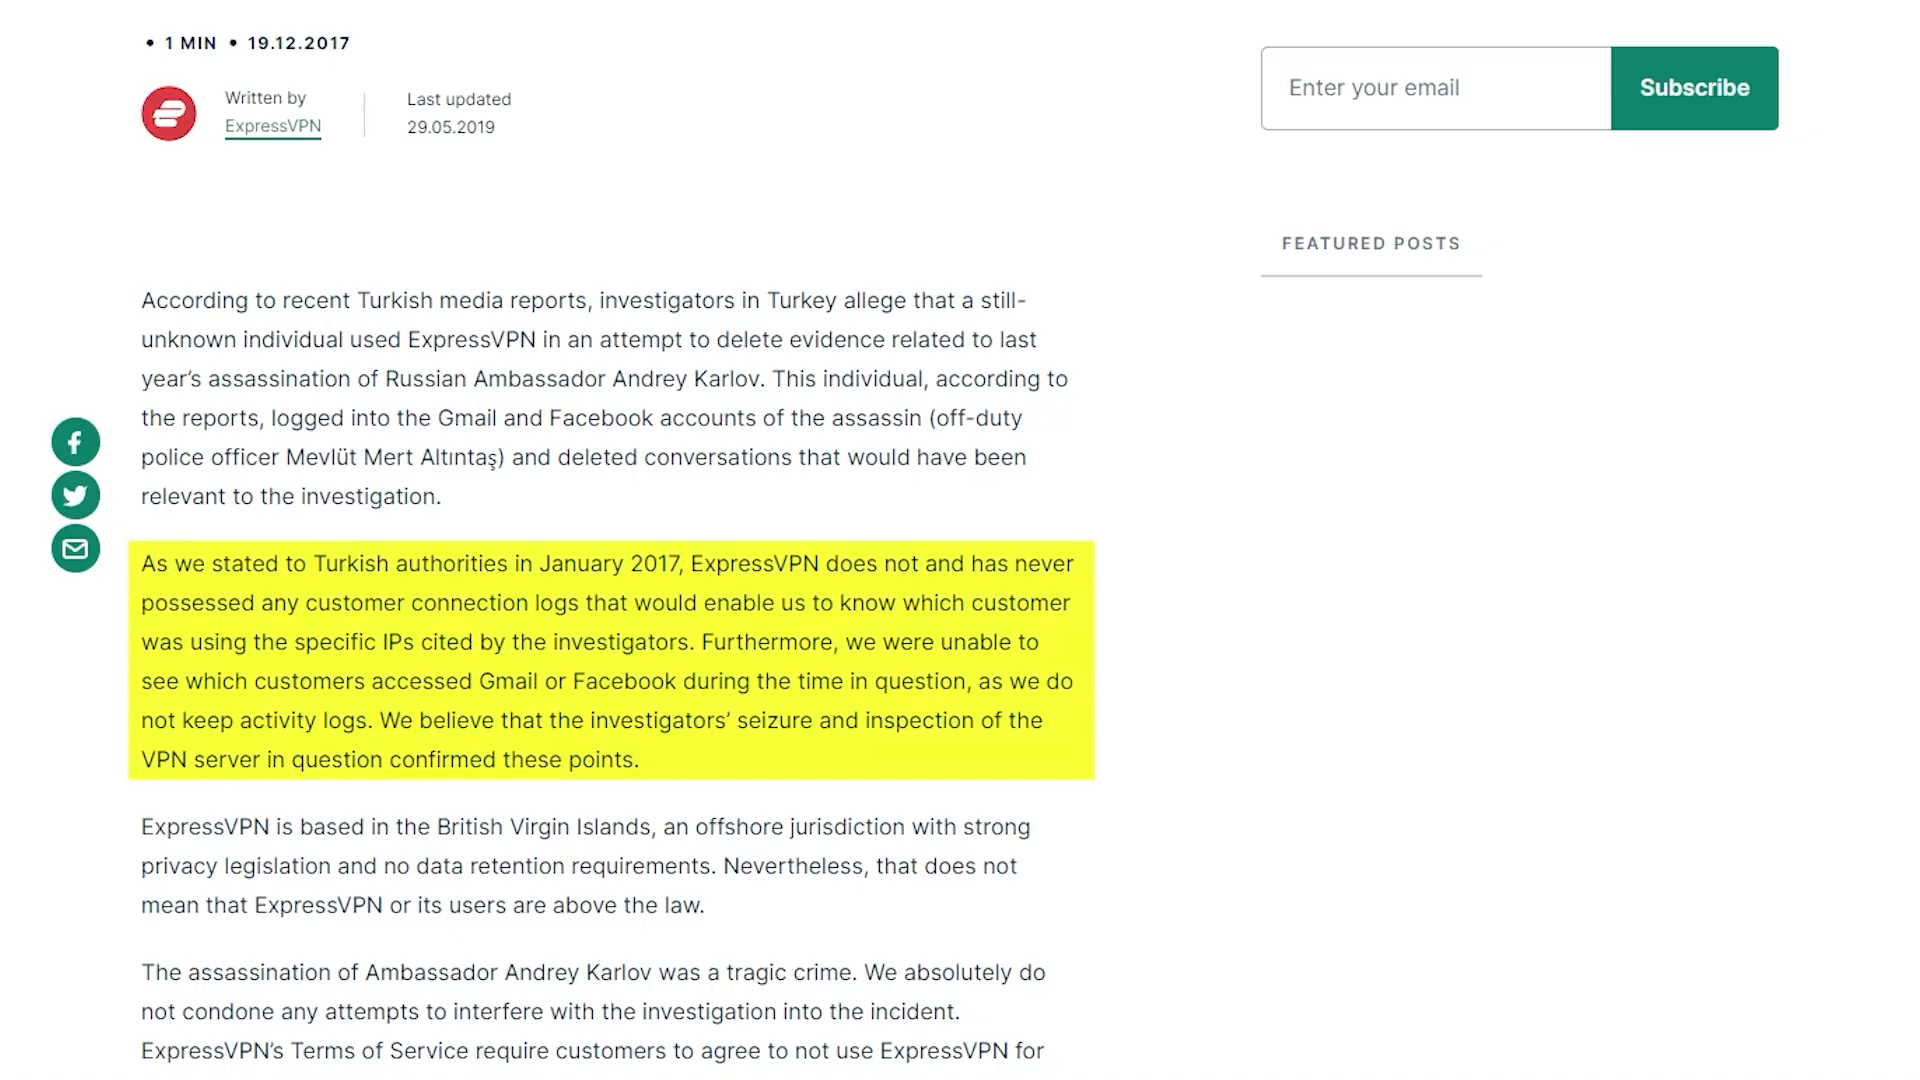 • 1 MIN • 19.12.2017
Written by
ExpressVPN
Last updated
29.05.2019
Enter your email
Subscribe
FEATURED POSTS
According to recent Turkish media reports, investigators in Turkey allege that a still-
unknown individual used ExpressVPN in an attempt to delete evidence related to last
year’s assassination of Russian Ambassador Andrey Karlov. This individual, according to
the reports, logged into the Gmail and Facebook accounts of the assassin (off-duty
police officer Mevlüt Mert Altıntaş) and deleted conversations that would have been
relevant to the investigation.
As we stated to Turkish authorities in January 2017, ExpressVPN does not and has never
possessed any customer connection logs that would enable us to know which customer
was using the specific IPs cited by the investigators. Furthermore, we were unable to
see which customers accessed Gmail or Facebook during the time in question, as we do
not keep activity logs. We believe that the investigators’ seizure and inspection of the
VPN server in question confirmed these points.
ExpressVPN is based in the British Virgin Islands, an offshore jurisdiction with strong
privacy legislation and no data retention requirements. Nevertheless, that does not
mean that ExpressVPN or its users are above the law.
The assassination of Ambassador Andrey Karlov was a tragic crime. We absolutely do
not condone any attempts to interfere with the investigation into the incident.
ExpressVPN’s Terms of Service require customers to agree to not use ExpressVPN for